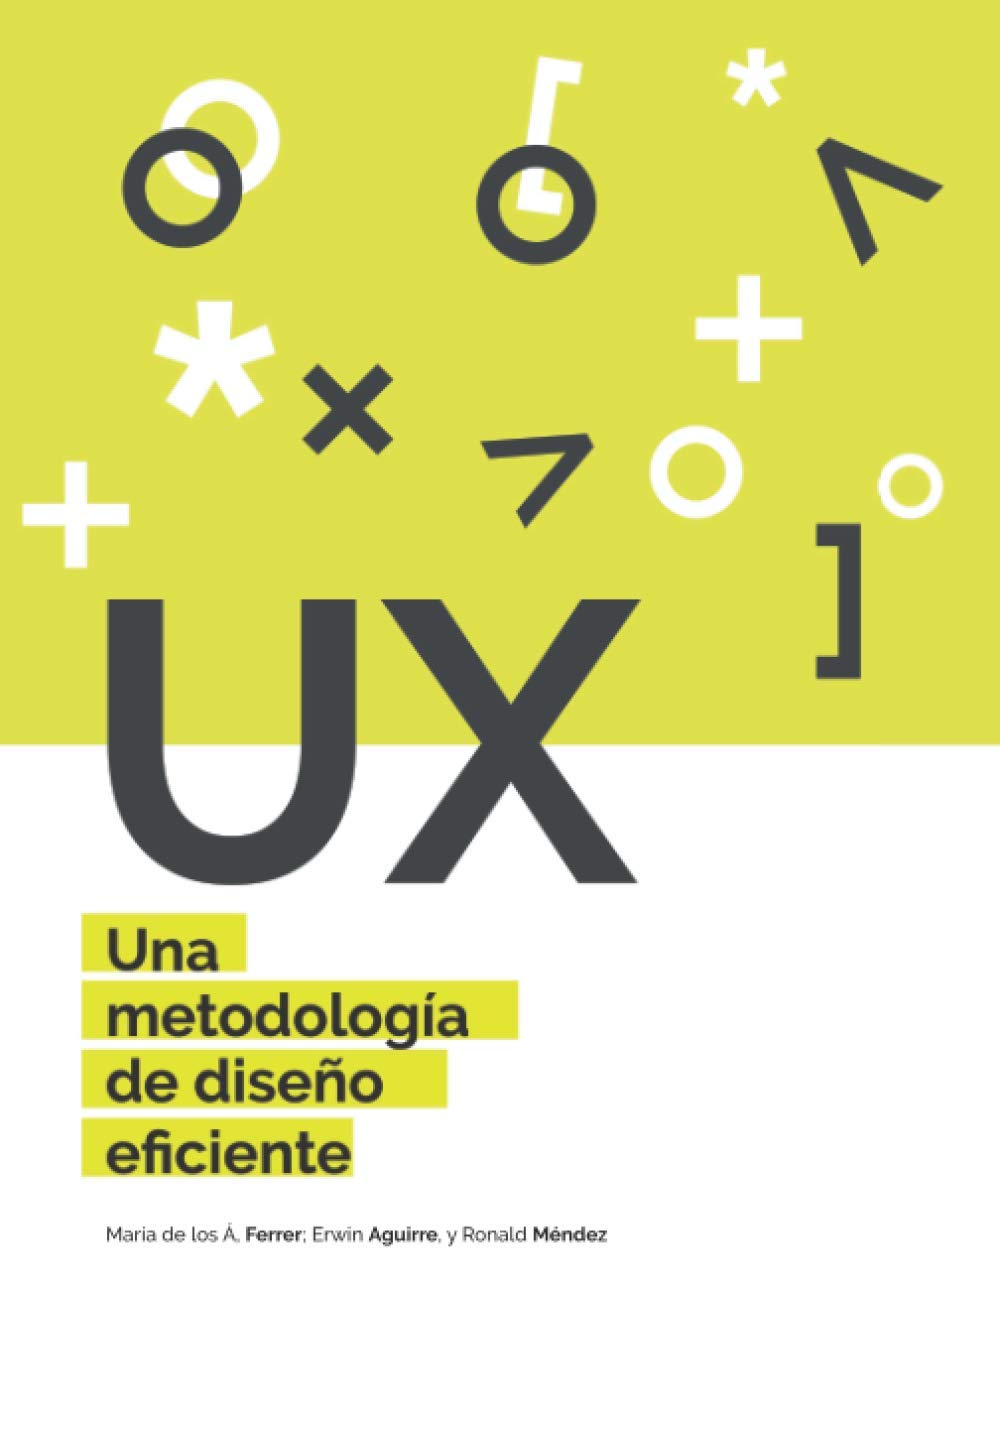 UX
Una
metodología
de diseño
eficiente
Maria de los Á. Ferrer; Erwin Aguirre, y Ronald Méndez